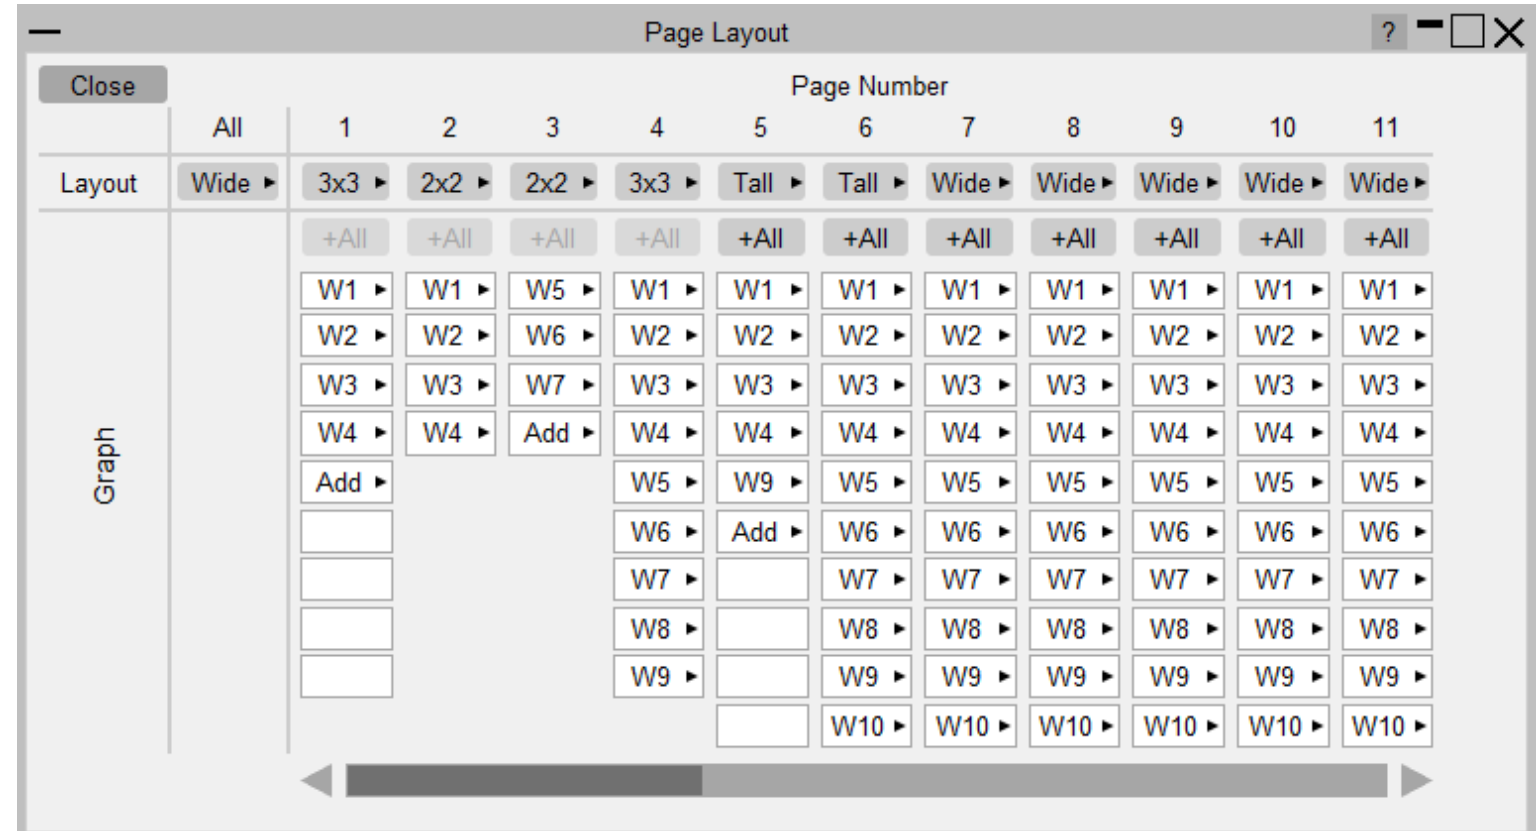 Page Layout ?
Close Page Number
All 1 2 3 4 5 6 7 8 9 10 11
Layout Wide 3x3 2x2 2x2 3x3 Tall Tall Wide Wide Wide Wide Wide
+All +All +All +All +All +All +All +All +All +All +All
W1 W1 W5 W1 W1 W1 W1 W1 W1 W1 W1
W2 W2 W6 W2 W2 W2 W2 W2 W2 W2 W2
W3 W3 W7 W3 W3 W3 W3 W3 W3 W3 W3
W4 W4 Add W4 W4 W4 W4 W4 W4 W4 W4
Graph
Add W5 W9 W5 W5 W5 W5 W5 W5
W6 Add W6 W6 W6 W6 W6 W6
W7 W7 W7 W7 W7 W7 W7
W8 W8 W8 W8 W8 W8 W8
W9 W9 W9 W9 W9 W9 W9
W10 W10 W10 W10 W10 W10